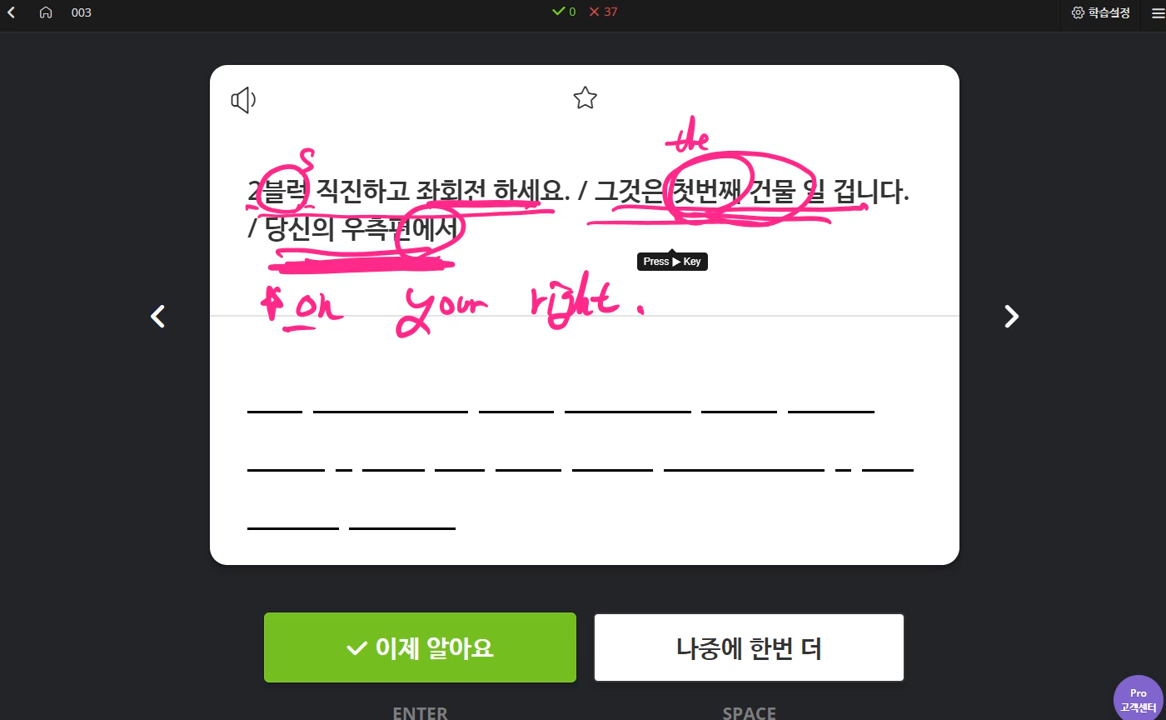 003
0
37
학습설정
s
the
2블럭 직진하고 좌회전 하세요. / 그것은 첫번째 건물 일 겁니다.
/ 당신의 우측편에서
Press ▶ Key
on your right.
이제 알아요
나중에 한번 더
ENTER
SPACE
Pro
고객센터